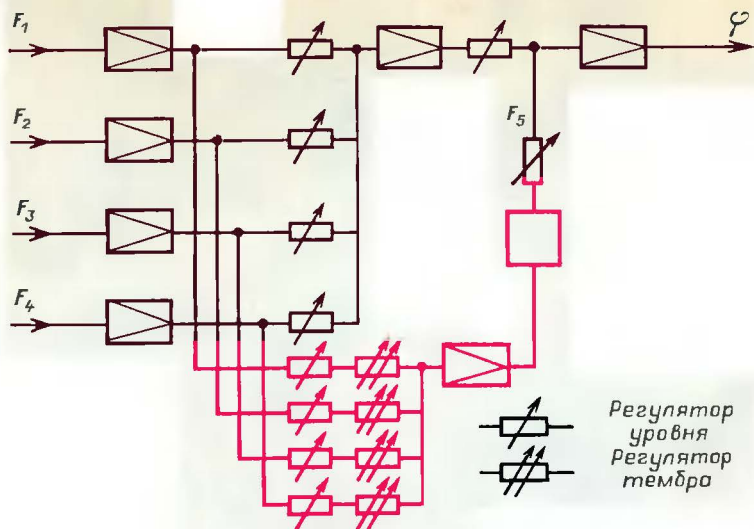 F₁
φ
F₂
F₅
F₃
F₄
Регулятор
уровня
Регулятор
тембра